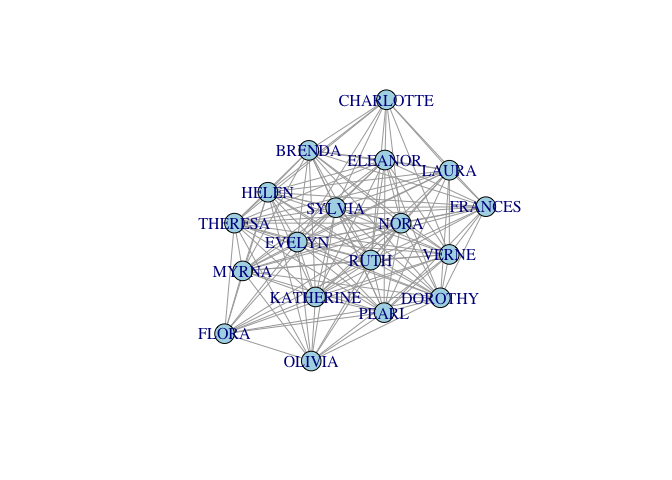 CHARLOTTE
BRENDA
ELEANOR
LAURA
HELEN
SYLVIA
FRANCES
THERESA
NORA
EVELYN
RUTH
VERNE
MYRNA
KATHERINE
DOROTHY
PEARL
FLORA
OLIVIA